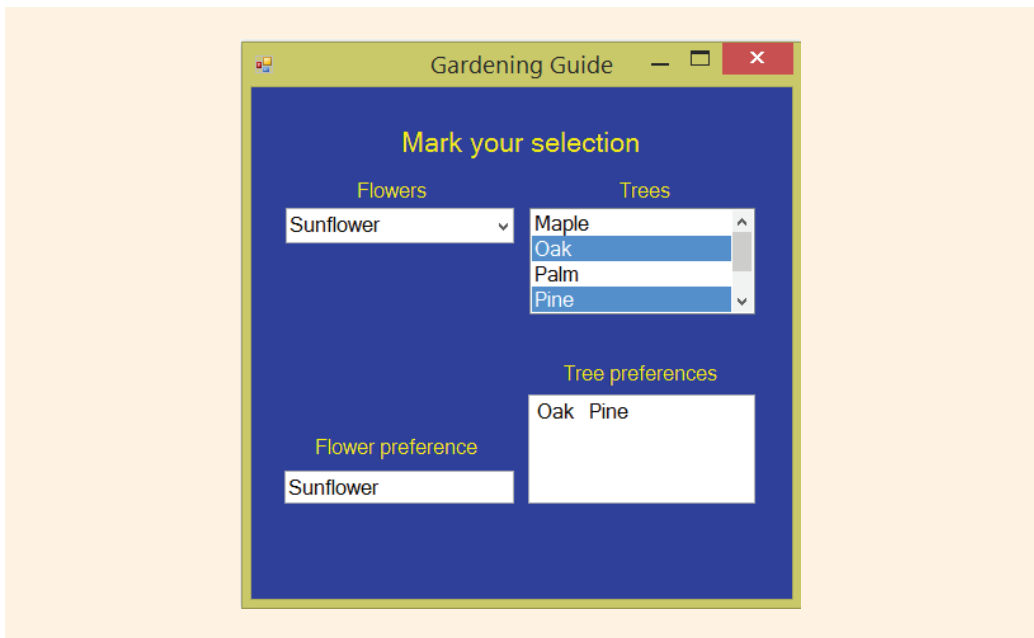 Gardening Guide
Mark your selection
Flowers
Trees
Sunflower
Maple
Oak
Palm
Pine
Tree preferences
Oak Pine
Flower preference
Sunflower